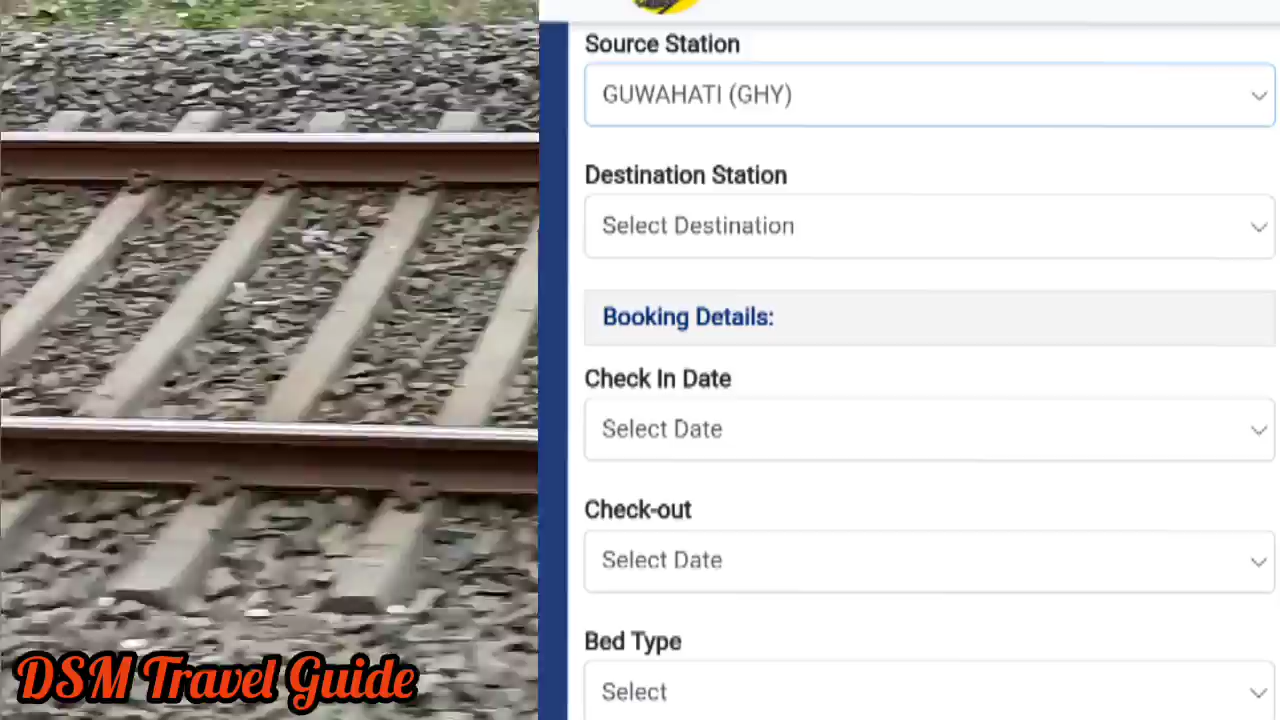 Source Station
GUWAHATI (GHY)
Destination Station
Select Destination
Booking Details:
Check In Date
Select Date
Check-out
Select Date
Bed Type
Select
DSM Travel Guide